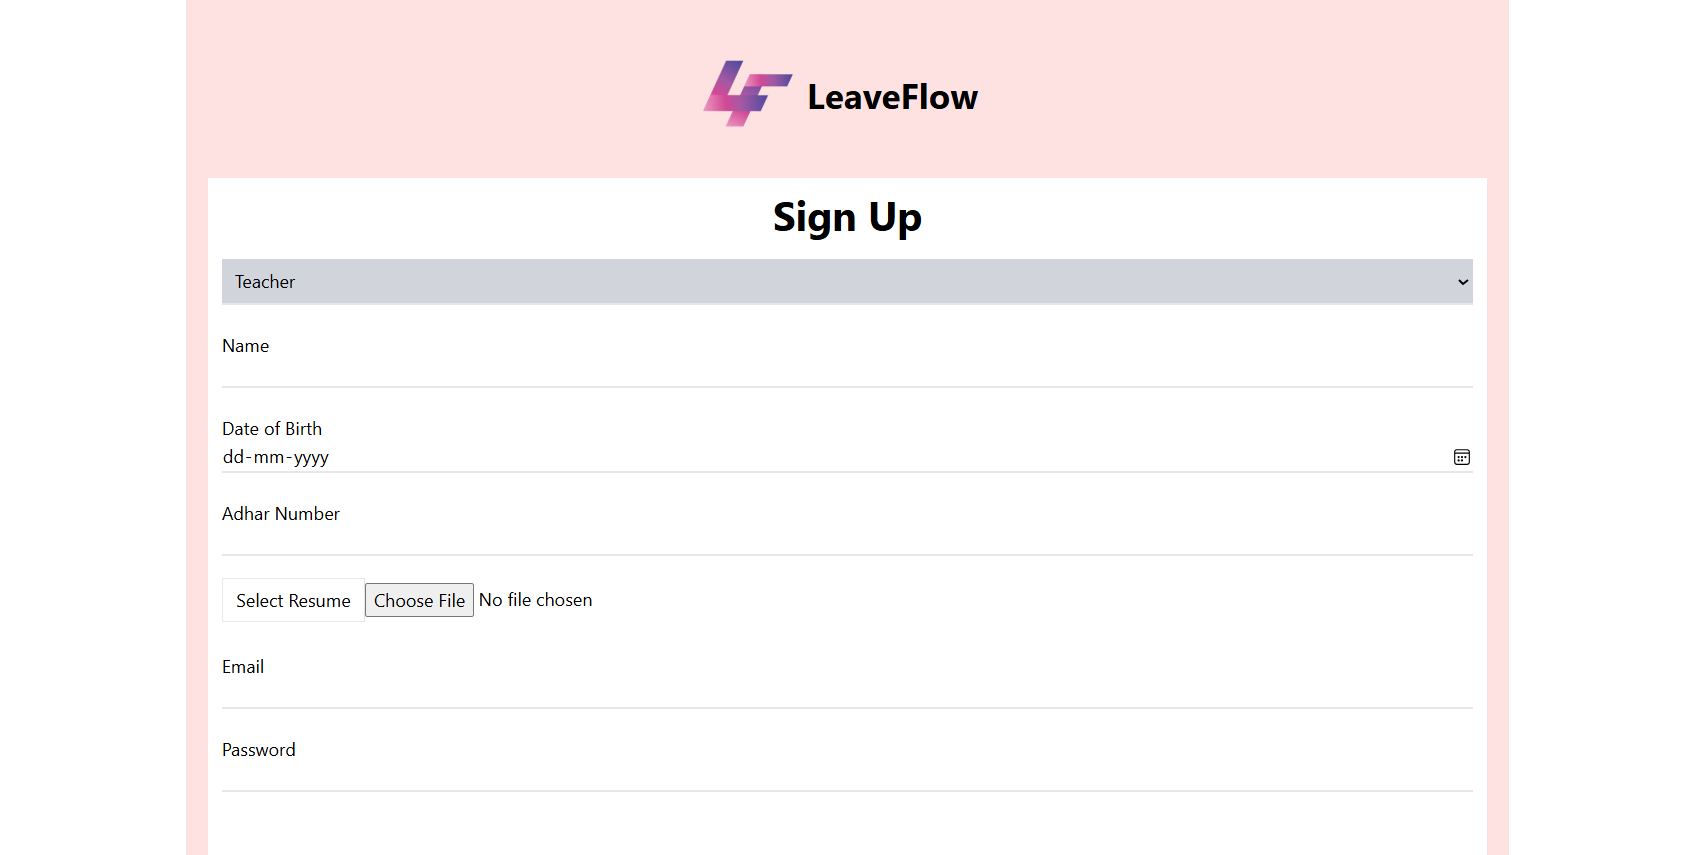 LF LeaveFlow
Sign Up
Teacher
Name
Date of Birth
dd-mm-yyyy
Adhar Number
Select Resume Choose File No file chosen
Email
Password